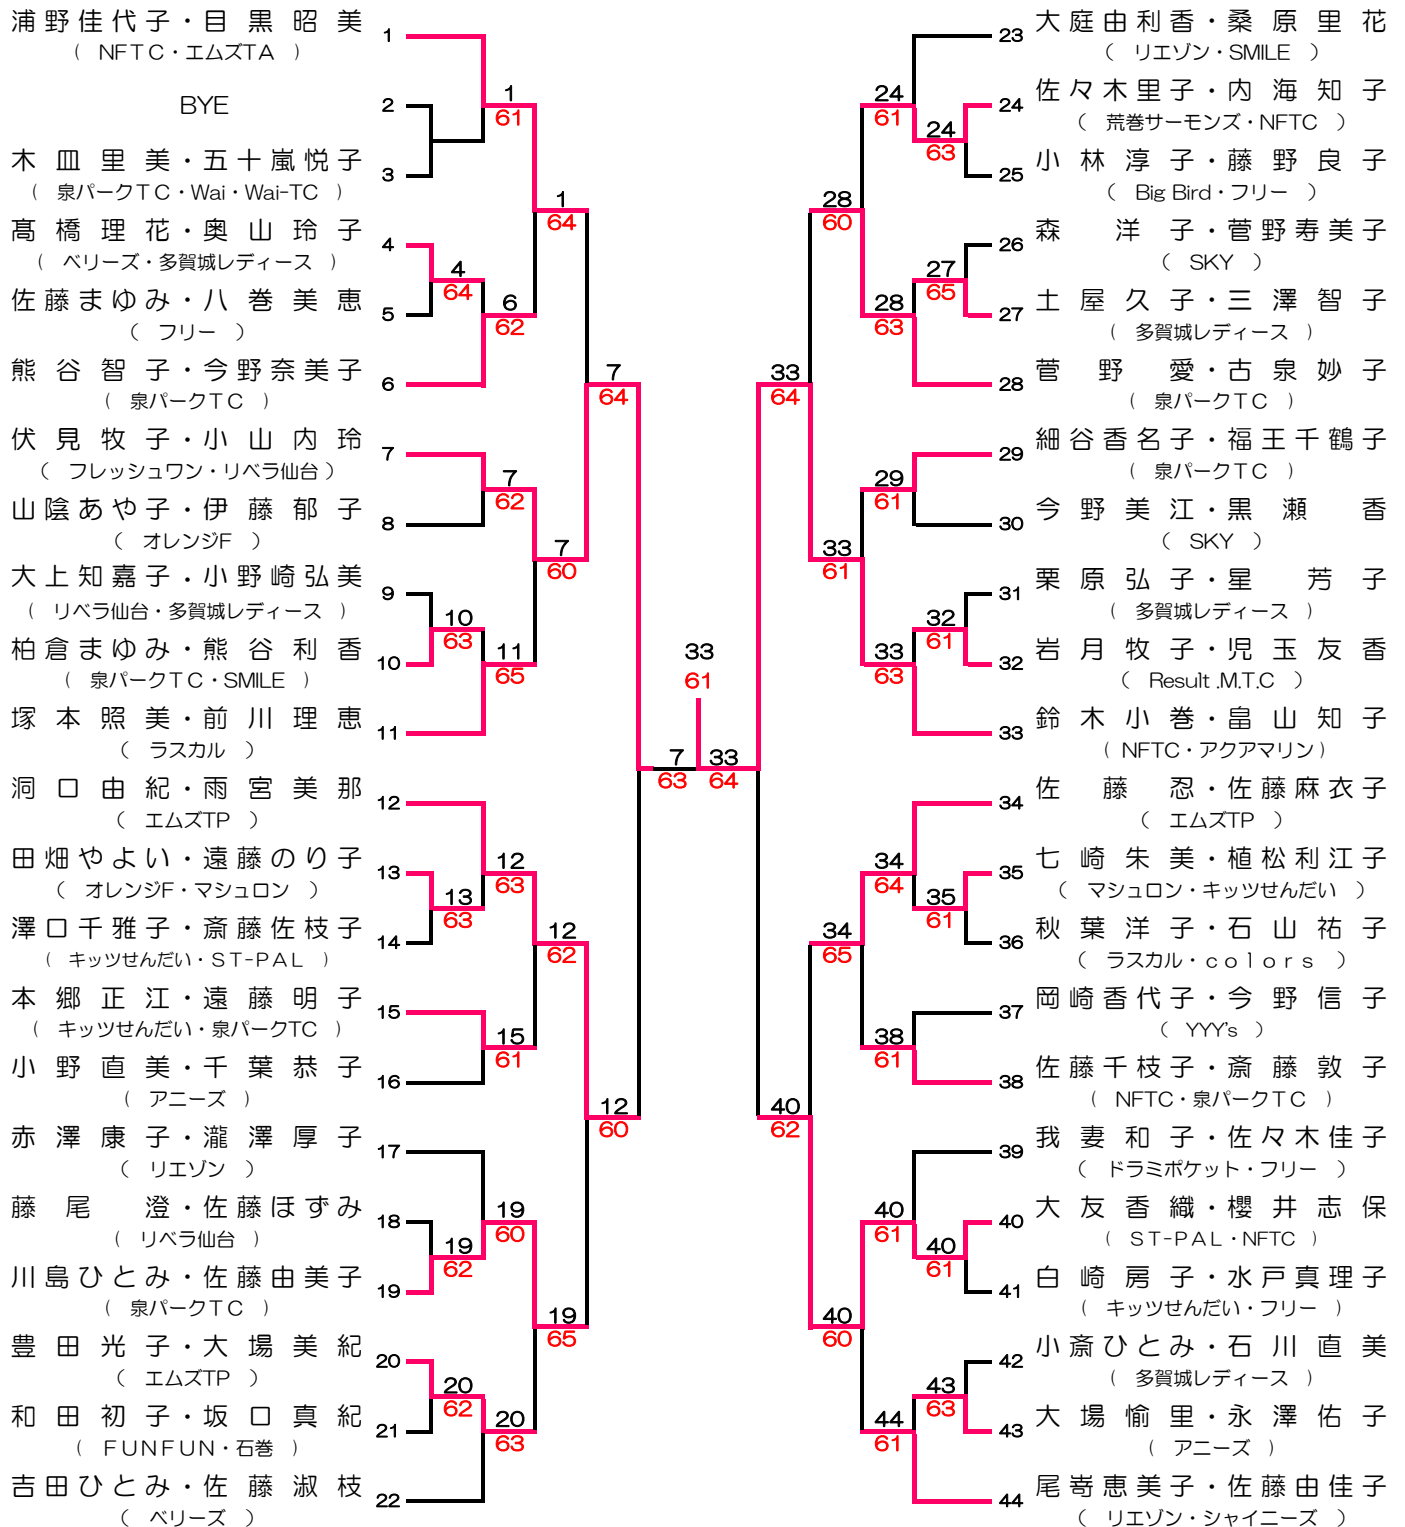 浦野佳代子・目黒昭美
1
（ NFTC・エムズTA ）
BYE
2
木皿里美・五十嵐悦子
3
（ 泉パークTC・Wai・Wai-TC ）
髙橋理花・奥山玲子
4
（ ベリーズ・多賀城レディース ）
佐藤まゆみ・八巻美恵
5
（ フリー ）
熊谷智子・今野奈美子
6
（ 泉パークTC ）
伏見牧子・小山内玲
7
（ フレッシュワン・リベラ仙台 ）
山陰あや子・伊藤郁子
8
（ オレンジF ）
大上知嘉子・小野崎弘美
9
（ リベラ仙台・多賀城レディース ）
柏倉まゆみ・熊谷利香
10
（ 泉パークTC・SMILE ）
塚本照美・前川理恵
11
（ ラスカル ）
洞口由紀・雨宮美那
12
（ エムズTP ）
田畑やよい・遠藤のり子
13
（ オレンジF・マシュロン ）
澤口千雅子・斎藤佐枝子
14
（ キッツせんだい・ST-PAL ）
本郷正江・遠藤明子
15
（ キッツせんだい・泉パークTC ）
小野直美・千葉恭子
16
（ アニーズ ）
赤澤康子・瀧澤厚子
17
（ リエゾン ）
藤尾澄・佐藤ほずみ
18
（ リベラ仙台 ）
川島ひとみ・佐藤由美子
19
（ 泉パークTC ）
豊田光子・大場美紀
20
（ エムズTP ）
和田初子・坂口真紀
21
（ FUNFUN・石巻 ）
吉田ひとみ・佐藤淑枝
22
（ ベリーズ ）
4
64
10
63
13
63
19
62
20
62
1
61
6
62
7
62
11
65
12
63
15
61
19
60
20
63
1
64
7
60
12
62
19
65
7
64
12
60
7
63
33
61
33
64
33
64
40
62
28
60
33
61
34
65
40
60
24
61
28
63
29
61
33
63
34
64
38
61
40
61
44
61
24
63
27
65
32
61
35
61
40
61
43
63
23
大庭由利香・桑原里花
（ リエゾン・SMILE ）
24
佐々木里子・内海知子
（ 荒巻サーモンズ・NFTC ）
25
小林淳子・藤野良子
（ Big Bird・フリー ）
26
森洋子・菅野寿美子
（ SKY ）
27
土屋久子・三澤智子
（ 多賀城レディース ）
28
菅野愛・古泉妙子
（ 泉パークTC ）
29
細谷香名子・福王千鶴子
（ 泉パークTC ）
30
今野美江・黒瀬香
（ SKY ）
31
栗原弘子・星芳子
（ 多賀城レディース ）
32
岩月牧子・児玉友香
（ Result .M.T.C ）
33
鈴木小巻・畠山知子
（ NFTC・アクアマリン ）
34
佐藤忍・佐藤麻衣子
（ エムズTP ）
35
七崎朱美・植松利江子
（ マシュロン・キッツせんだい ）
36
秋葉洋子・石山祐子
（ ラスカル・colors ）
37
岡崎香代子・今野信子
（ YYY's ）
38
佐藤千枝子・斎藤敦子
（ NFTC・泉パークTC ）
39
我妻和子・佐々木佳子
（ ドラミポケット・フリー ）
40
大友香織・櫻井志保
（ ST-PAL・NFTC ）
41
白崎房子・水戸真理子
（ キッツせんだい・フリー ）
42
小斎ひとみ・石川直美
（ 多賀城レディース ）
43
大場愉里・永澤佑子
（ アニーズ ）
44
尾嵜恵美子・佐藤由佳子
（ リエゾン・シャイニーズ ）